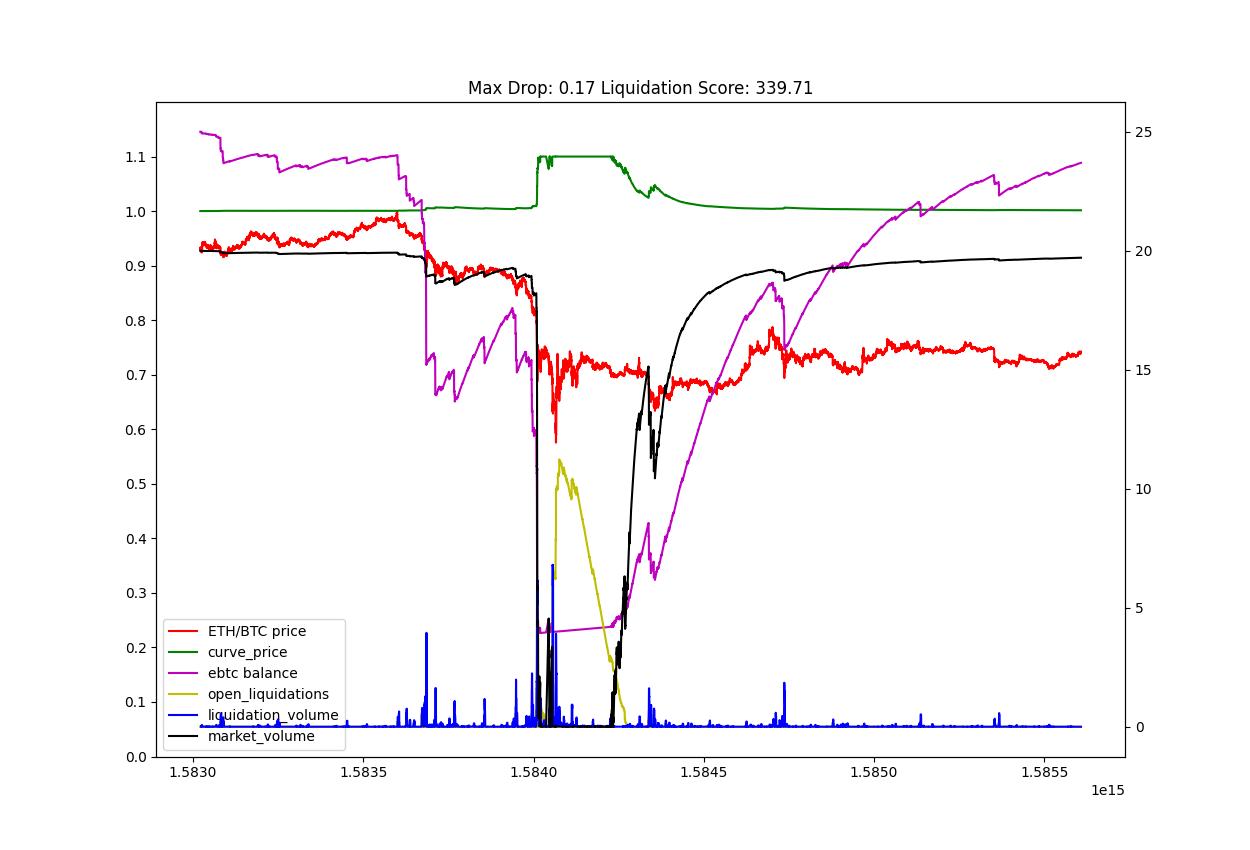 Max Drop: 0.17 Liquidation Score: 339.71
1.1
1.0
0.9
0.8
0.7
0.6
0.5
0.4
0.3
0.2
0.1
0.0
25
20
15
10
5
0
ETH/BTC price
curve_price
ebtc balance
open_liquidations
liquidation_volume
market_volume
1.5830 1.5835 1.5840 1.5845 1.5850 1.5855
1e15